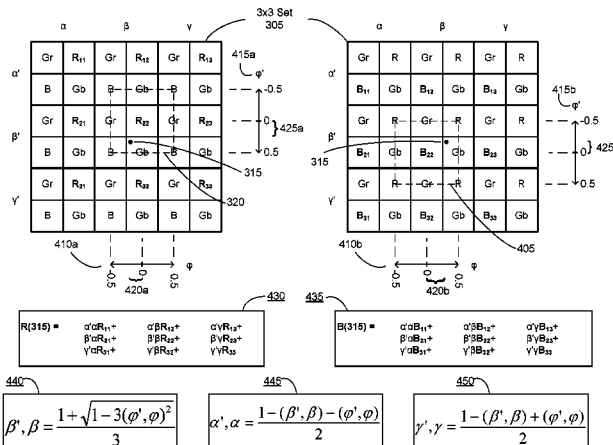 α β γ 3x3 Set α β γ
305
α' Gr R11 Gr R12 Gr R13 415a α' Gr R Gr R Gr R
φ' 415b
B Gb B Gb B Gb -0.5 B11 Gb B12 Gb B13 Gb φ'
β' Gr R21 Gr R22 Gr R23 0 425a β' Gr R Gr R Gr R -0.5
B Gb B Gb B Gb 0.5 315 B21 Gb B22 Gb B23 Gb 0 425
315
γ' Gr R31 Gr R32 Gr R33 320 γ' Gr R Gr R Gr R 0.5
B Gb B Gb B Gb B31 Gb B32 Gb B33 Gb
405
410a φ 410b φ
-0.5 0 0.5 -0.5 0 0.5
420a 420b
430 435
R(315) = α'αR11+ α'βR12+ α'γR13+ B(315) = α'αB11+ α'βB12+ α'γB13+
β'αR21+ β'βR22+ β'γR23+ β'αB21+ β'βB22+ β'γB23+
γ'αR31+ γ'βR32+ γ'γR33 γ'αB31+ γ'βB32+ γ'γB33
440 445 450
β', β = (1+√(1−3(φ',φ)²))/3 α', α = (1−(β',β)−(φ',φ))/2 γ', γ = (1−(β',β)+(φ',φ))/2